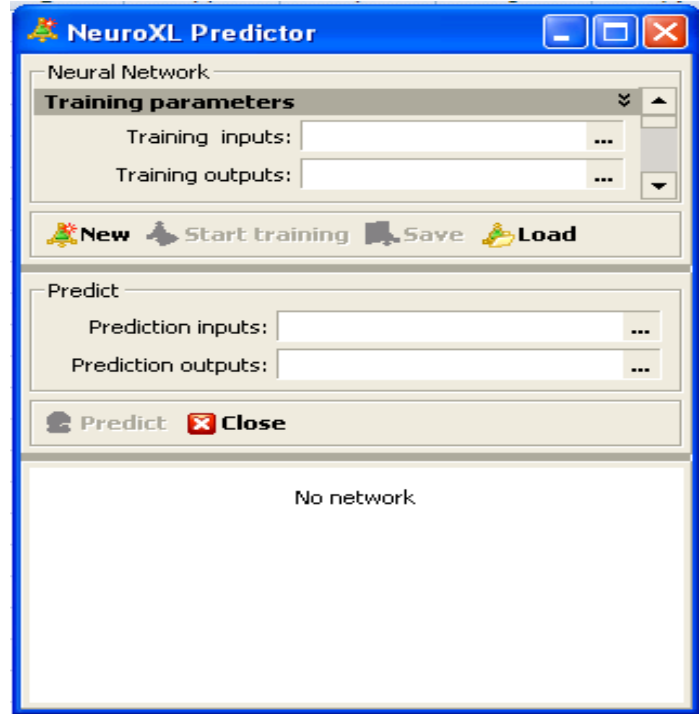 NeuroXL Predictor
Neural Network
Training parameters
Training inputs: ...
Training outputs: ...
New Start training Save Load
Predict
Prediction inputs: ...
Prediction outputs: ...
Predict Close
No network